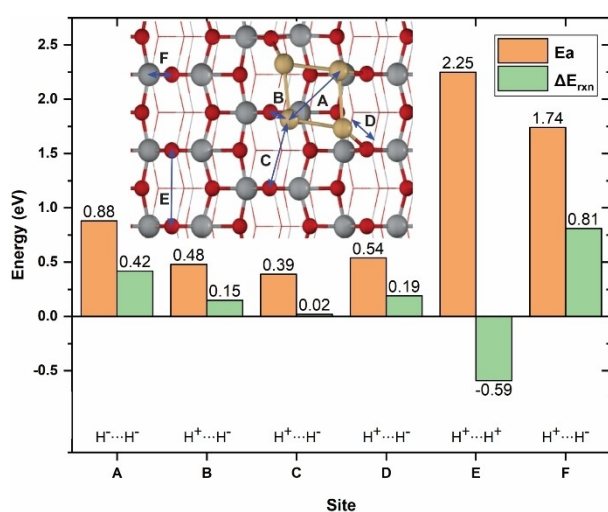 2.5
2.0
1.5
1.0
0.5
0.0
-0.5
Energy (eV)
F
B
A
D
C
E
Ea
ΔE_rxn
0.88
0.42
0.48
0.15
0.39
0.02
0.54
0.19
2.25
-0.59
1.74
0.81
H⁻···H⁻ H⁺···H⁻ H⁺···H⁻ H⁺···H⁻ H⁺···H⁺ H⁺···H⁻
A B C D E F
Site